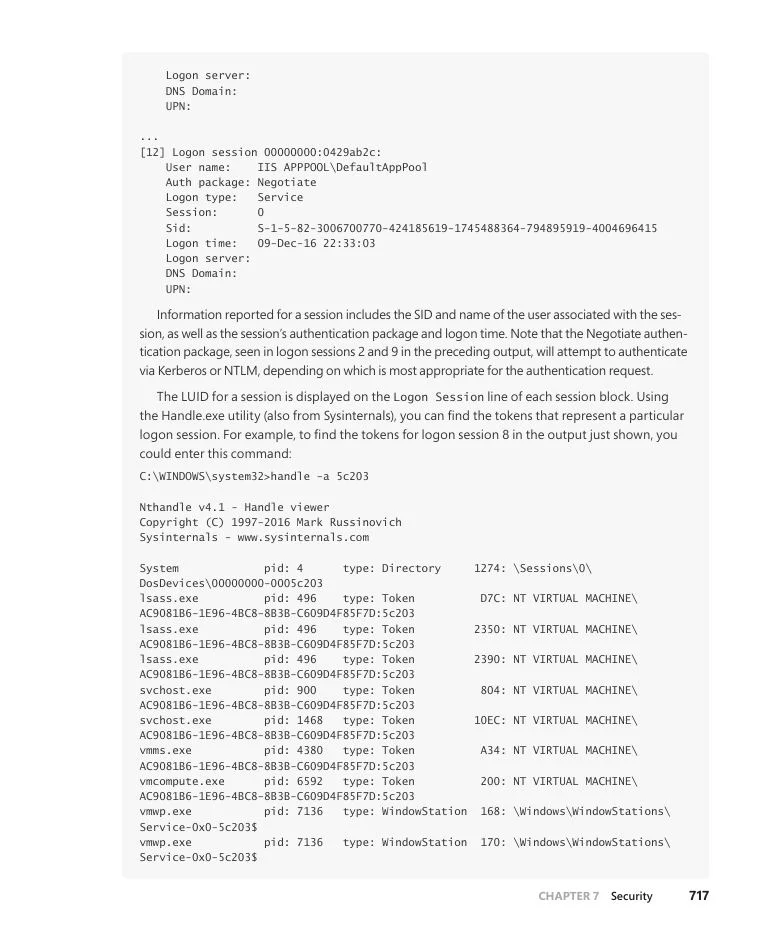 Logon server:
DNS Domain:
UPN:
...
[12] Logon session 00000000:0429ab2c:
User name:    IIS APPPOOL\DefaultAppPool
Auth package: Negotiate
Logon type:   Service
Session:      0
Sid:          S-1-5-82-3006700770-424185619-1745488364-794895919-4004696415
Logon time:   09-Dec-16 22:33:03
Logon server:
DNS Domain:
UPN:
Information reported for a session includes the SID and name of the user associated with the ses-
sion, as well as the session's authentication package and logon time. Note that the Negotiate authen-
tication package, seen in logon sessions 2 and 9 in the preceding output, will attempt to authenticate
via Kerberos or NTLM, depending on which is most appropriate for the authentication request.
The LUID for a session is displayed on the Logon Session line of each session block. Using
the Handle.exe utility (also from Sysinternals), you can find the tokens that represent a particular
logon session. For example, to find the tokens for logon session 8 in the output just shown, you
could enter this command:
C:\WINDOWS\system32>handle -a 5c203
Nthandle v4.1 - Handle viewer
Copyright (C) 1997-2016 Mark Russinovich
Sysinternals - www.sysinternals.com
System             pid: 4      type: Directory     1274: \Sessions\0\
DosDevices\00000000-0005c203
lsass.exe          pid: 496    type: Token          D7C: NT VIRTUAL MACHINE\
AC9081B6-1E96-4BC8-8B3B-C609D4F85F7D:5c203
lsass.exe          pid: 496    type: Token         2350: NT VIRTUAL MACHINE\
AC9081B6-1E96-4BC8-8B3B-C609D4F85F7D:5c203
lsass.exe          pid: 496    type: Token         2390: NT VIRTUAL MACHINE\
AC9081B6-1E96-4BC8-8B3B-C609D4F85F7D:5c203
svchost.exe        pid: 900    type: Token          804: NT VIRTUAL MACHINE\
AC9081B6-1E96-4BC8-8B3B-C609D4F85F7D:5c203
svchost.exe        pid: 1468   type: Token         10EC: NT VIRTUAL MACHINE\
AC9081B6-1E96-4BC8-8B3B-C609D4F85F7D:5c203
vmms.exe           pid: 4380   type: Token          A34: NT VIRTUAL MACHINE\
AC9081B6-1E96-4BC8-8B3B-C609D4F85F7D:5c203
vmcompute.exe      pid: 6592   type: Token          200: NT VIRTUAL MACHINE\
AC9081B6-1E96-4BC8-8B3B-C609D4F85F7D:5c203
vmwp.exe           pid: 7136   type: WindowStation  168: \Windows\WindowStations\
Service-0x0-5c203$
vmwp.exe           pid: 7136   type: WindowStation  170: \Windows\WindowStations\
Service-0x0-5c203$
CHAPTER 7   Security   717